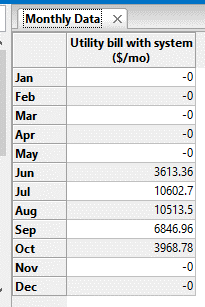 Monthly Data ×
Utility bill with system
($/mo)
Jan -0
Feb -0
Mar -0
Apr -0
May -0
Jun 3613.36
Jul 10602.7
Aug 10513.5
Sep 6846.96
Oct 3968.78
Nov -0
Dec -0